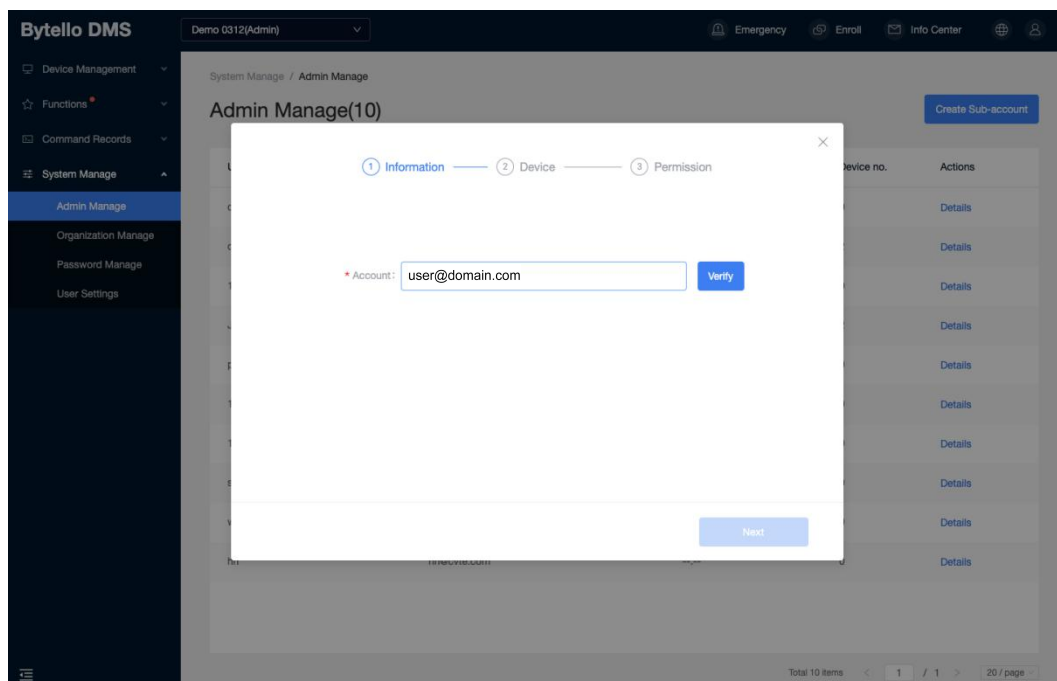 Bytello DMS
Demo 0312(Admin)
Emergency
Enroll
Info Center
Device Management
Functions
Command Records
System Manage
Admin Manage
Organization Manage
Password Manage
User Settings
System Manage / Admin Manage
Admin Manage(10)
Create Sub-account
1 Information
2 Device
3 Permission
Device no.
Actions
* Account:
user@domain.com
Verify
Next
Details
Details
Details
Details
Details
Details
Details
Details
Details
Details
Total 10 items
< 1 / 1 >
20 / page